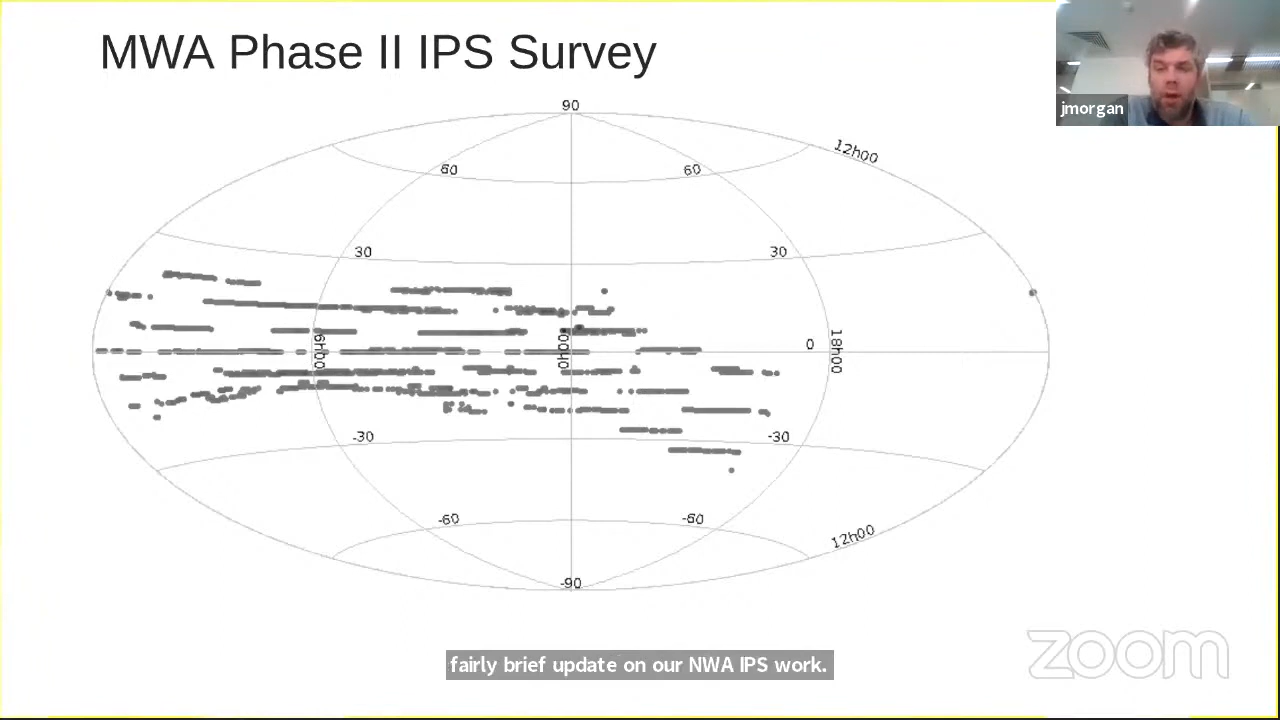 MWA Phase II IPS Survey
jmorgan
90
12h00
60
60
30
30
6h00
00h00
0
18h00
-30
-30
-60
-60
12h00
-90
fairly brief update on our NWA IPS work.
zoom